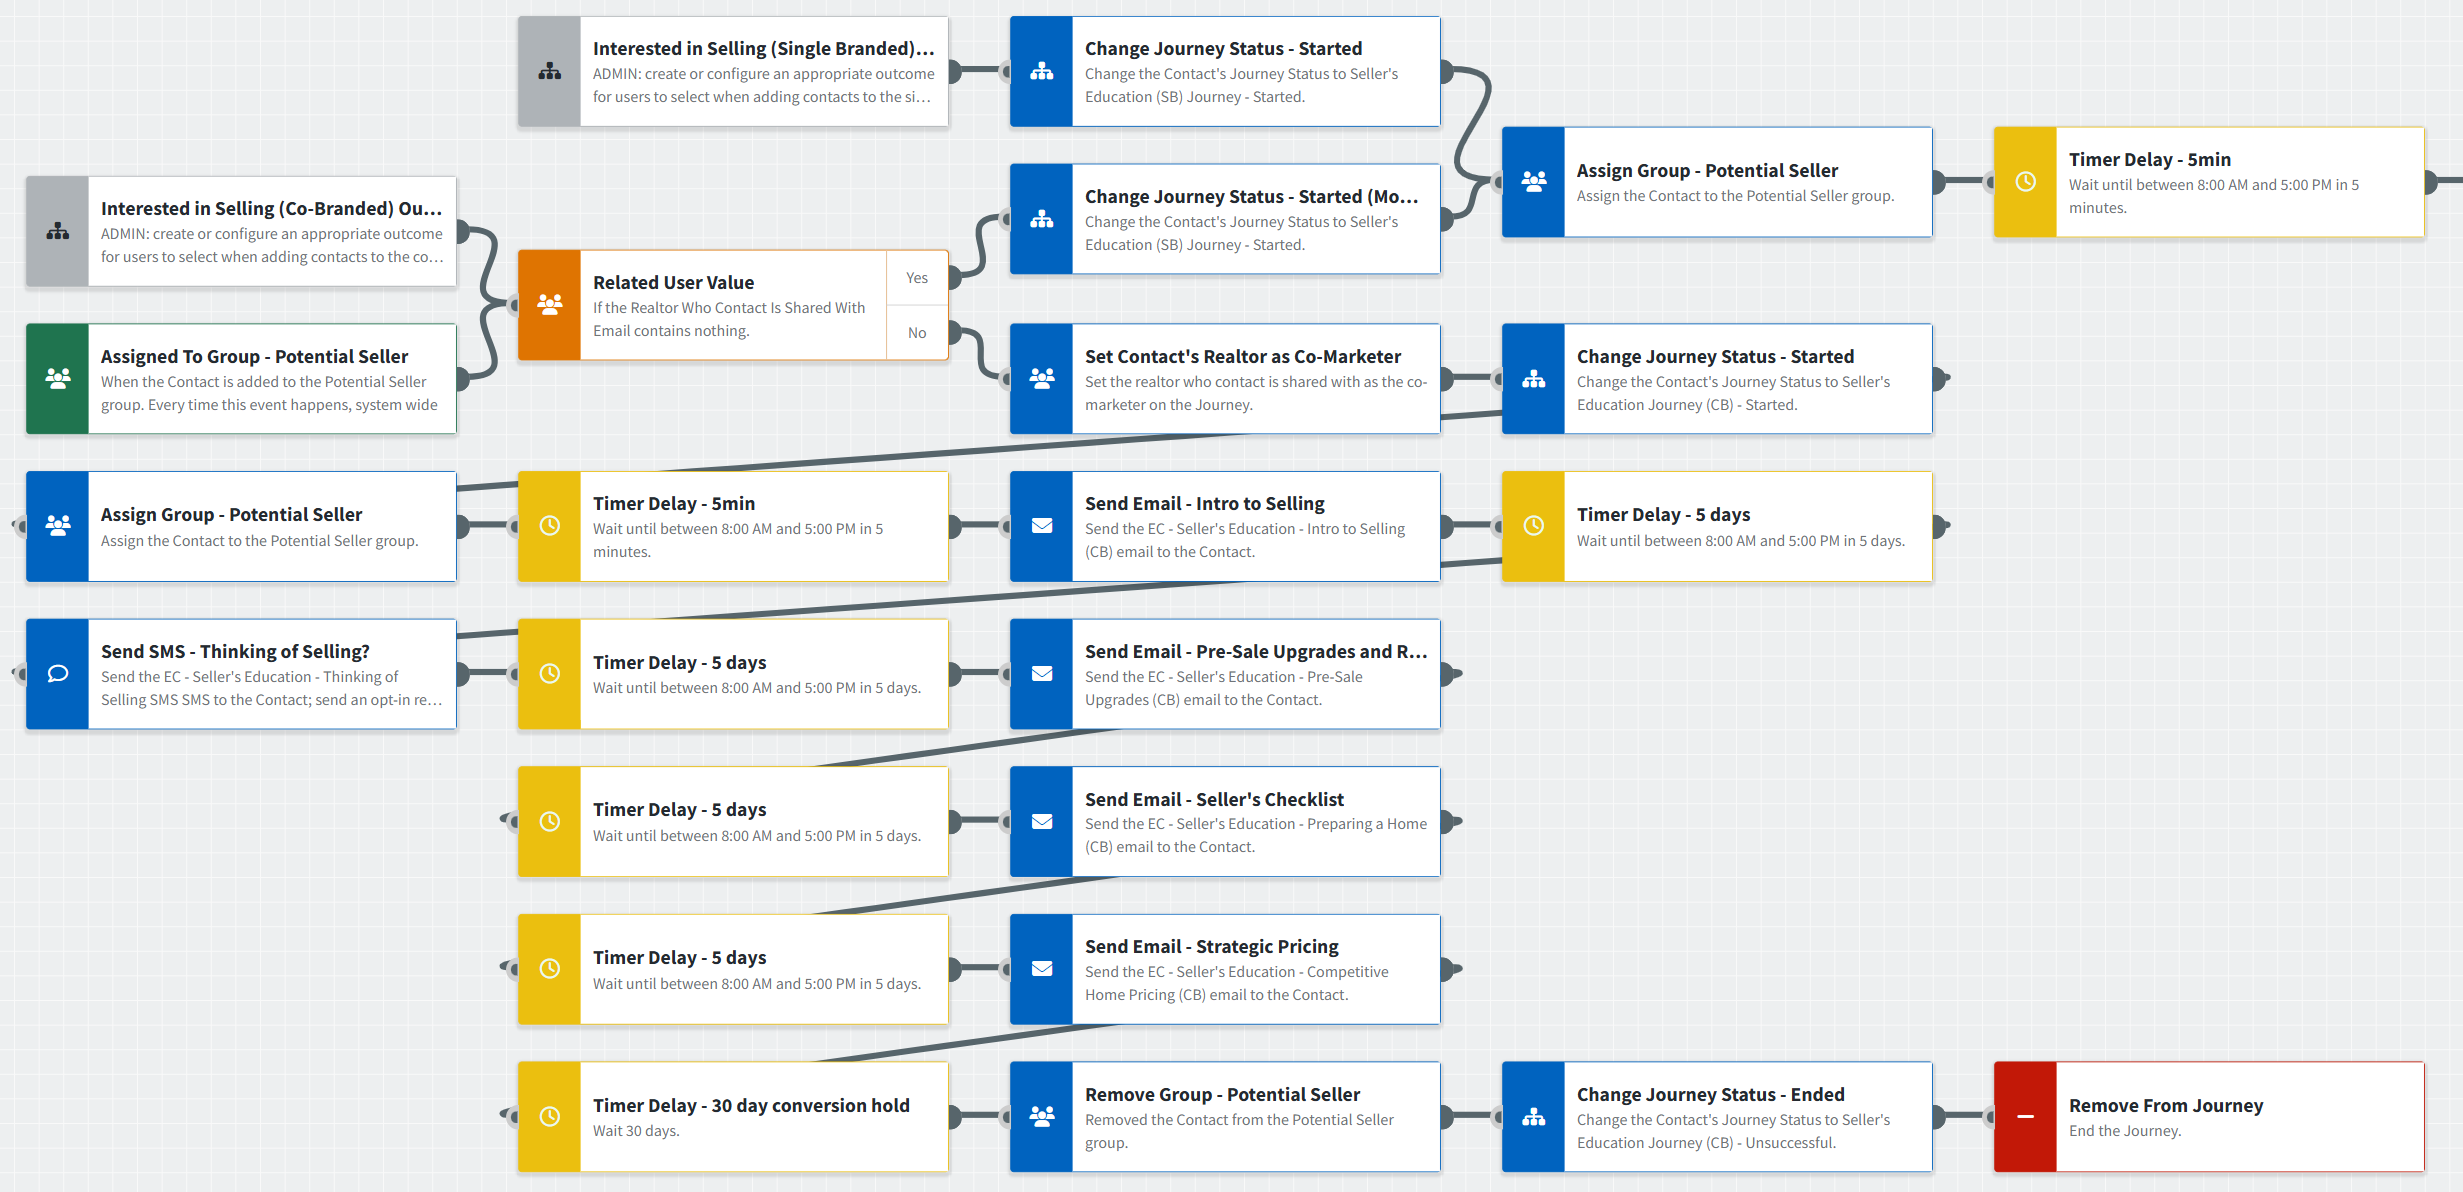 Interested in Selling (Single Branded)...
ADMIN: create or configure an appropriate outcome
for users to select when adding contacts to the si...
Change Journey Status - Started
Change the Contact's Journey Status to Seller's
Education (SB) Journey - Started.
Interested in Selling (Co-Branded) Ou...
ADMIN: create or configure an appropriate outcome
for users to select when adding contacts to the co...
Change Journey Status - Started (Mo...
Change the Contact's Journey Status to Seller's
Education (SB) Journey - Started.
Assign Group - Potential Seller
Assign the Contact to the Potential Seller group.
Timer Delay - 5min
Wait until between 8:00 AM and 5:00 PM in 5
minutes.
Related User Value
If the Realtor Who Contact Is Shared With
Email contains nothing.
Yes
No
Assigned To Group - Potential Seller
When the Contact is added to the Potential Seller
group. Every time this event happens, system wide
Set Contact's Realtor as Co-Marketer
Set the realtor who contact is shared with as the co-
marketer on the Journey.
Change Journey Status - Started
Change the Contact's Journey Status to Seller's
Education Journey (CB) - Started.
Assign Group - Potential Seller
Assign the Contact to the Potential Seller group.
Timer Delay - 5min
Wait until between 8:00 AM and 5:00 PM in 5
minutes.
Send Email - Intro to Selling
Send the EC - Seller's Education - Intro to Selling
(CB) email to the Contact.
Timer Delay - 5 days
Wait until between 8:00 AM and 5:00 PM in 5 days.
Send SMS - Thinking of Selling?
Send the EC - Seller's Education - Thinking of
Selling SMS SMS to the Contact; send an opt-in re...
Timer Delay - 5 days
Wait until between 8:00 AM and 5:00 PM in 5 days.
Send Email - Pre-Sale Upgrades and R...
Send the EC - Seller's Education - Pre-Sale
Upgrades (CB) email to the Contact.
Timer Delay - 5 days
Wait until between 8:00 AM and 5:00 PM in 5 days.
Send Email - Seller's Checklist
Send the EC - Seller's Education - Preparing a Home
(CB) email to the Contact.
Timer Delay - 5 days
Wait until between 8:00 AM and 5:00 PM in 5 days.
Send Email - Strategic Pricing
Send the EC - Seller's Education - Competitive
Home Pricing (CB) email to the Contact.
Timer Delay - 30 day conversion hold
Wait 30 days.
Remove Group - Potential Seller
Removed the Contact from the Potential Seller
group.
Change Journey Status - Ended
Change the Contact's Journey Status to Seller's
Education Journey (CB) - Unsuccessful.
Remove From Journey
End the Journey.